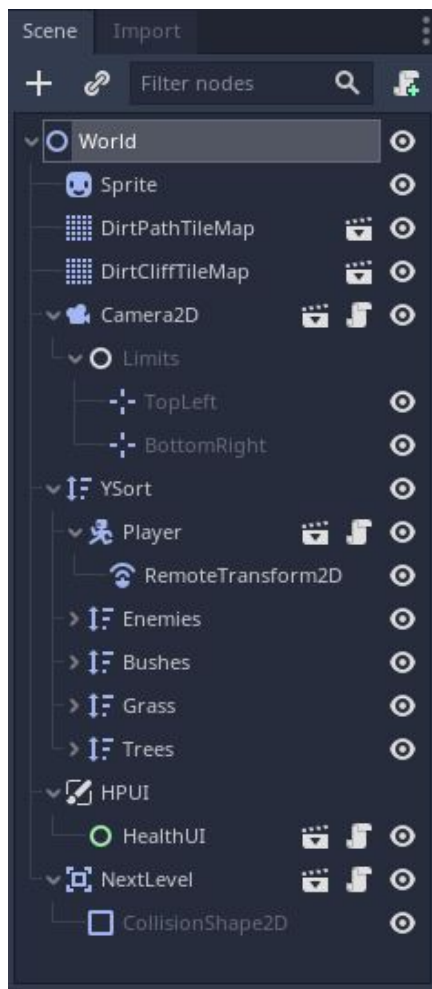 Scene Import
Filter nodes
World
Sprite
DirtPathTileMap
DirtCliffTileMap
Camera2D
Limits
TopLeft
BottomRight
YSort
Player
RemoteTransform2D
Enemies
Bushes
Grass
Trees
HPUI
HealthUI
NextLevel
CollisionShape2D